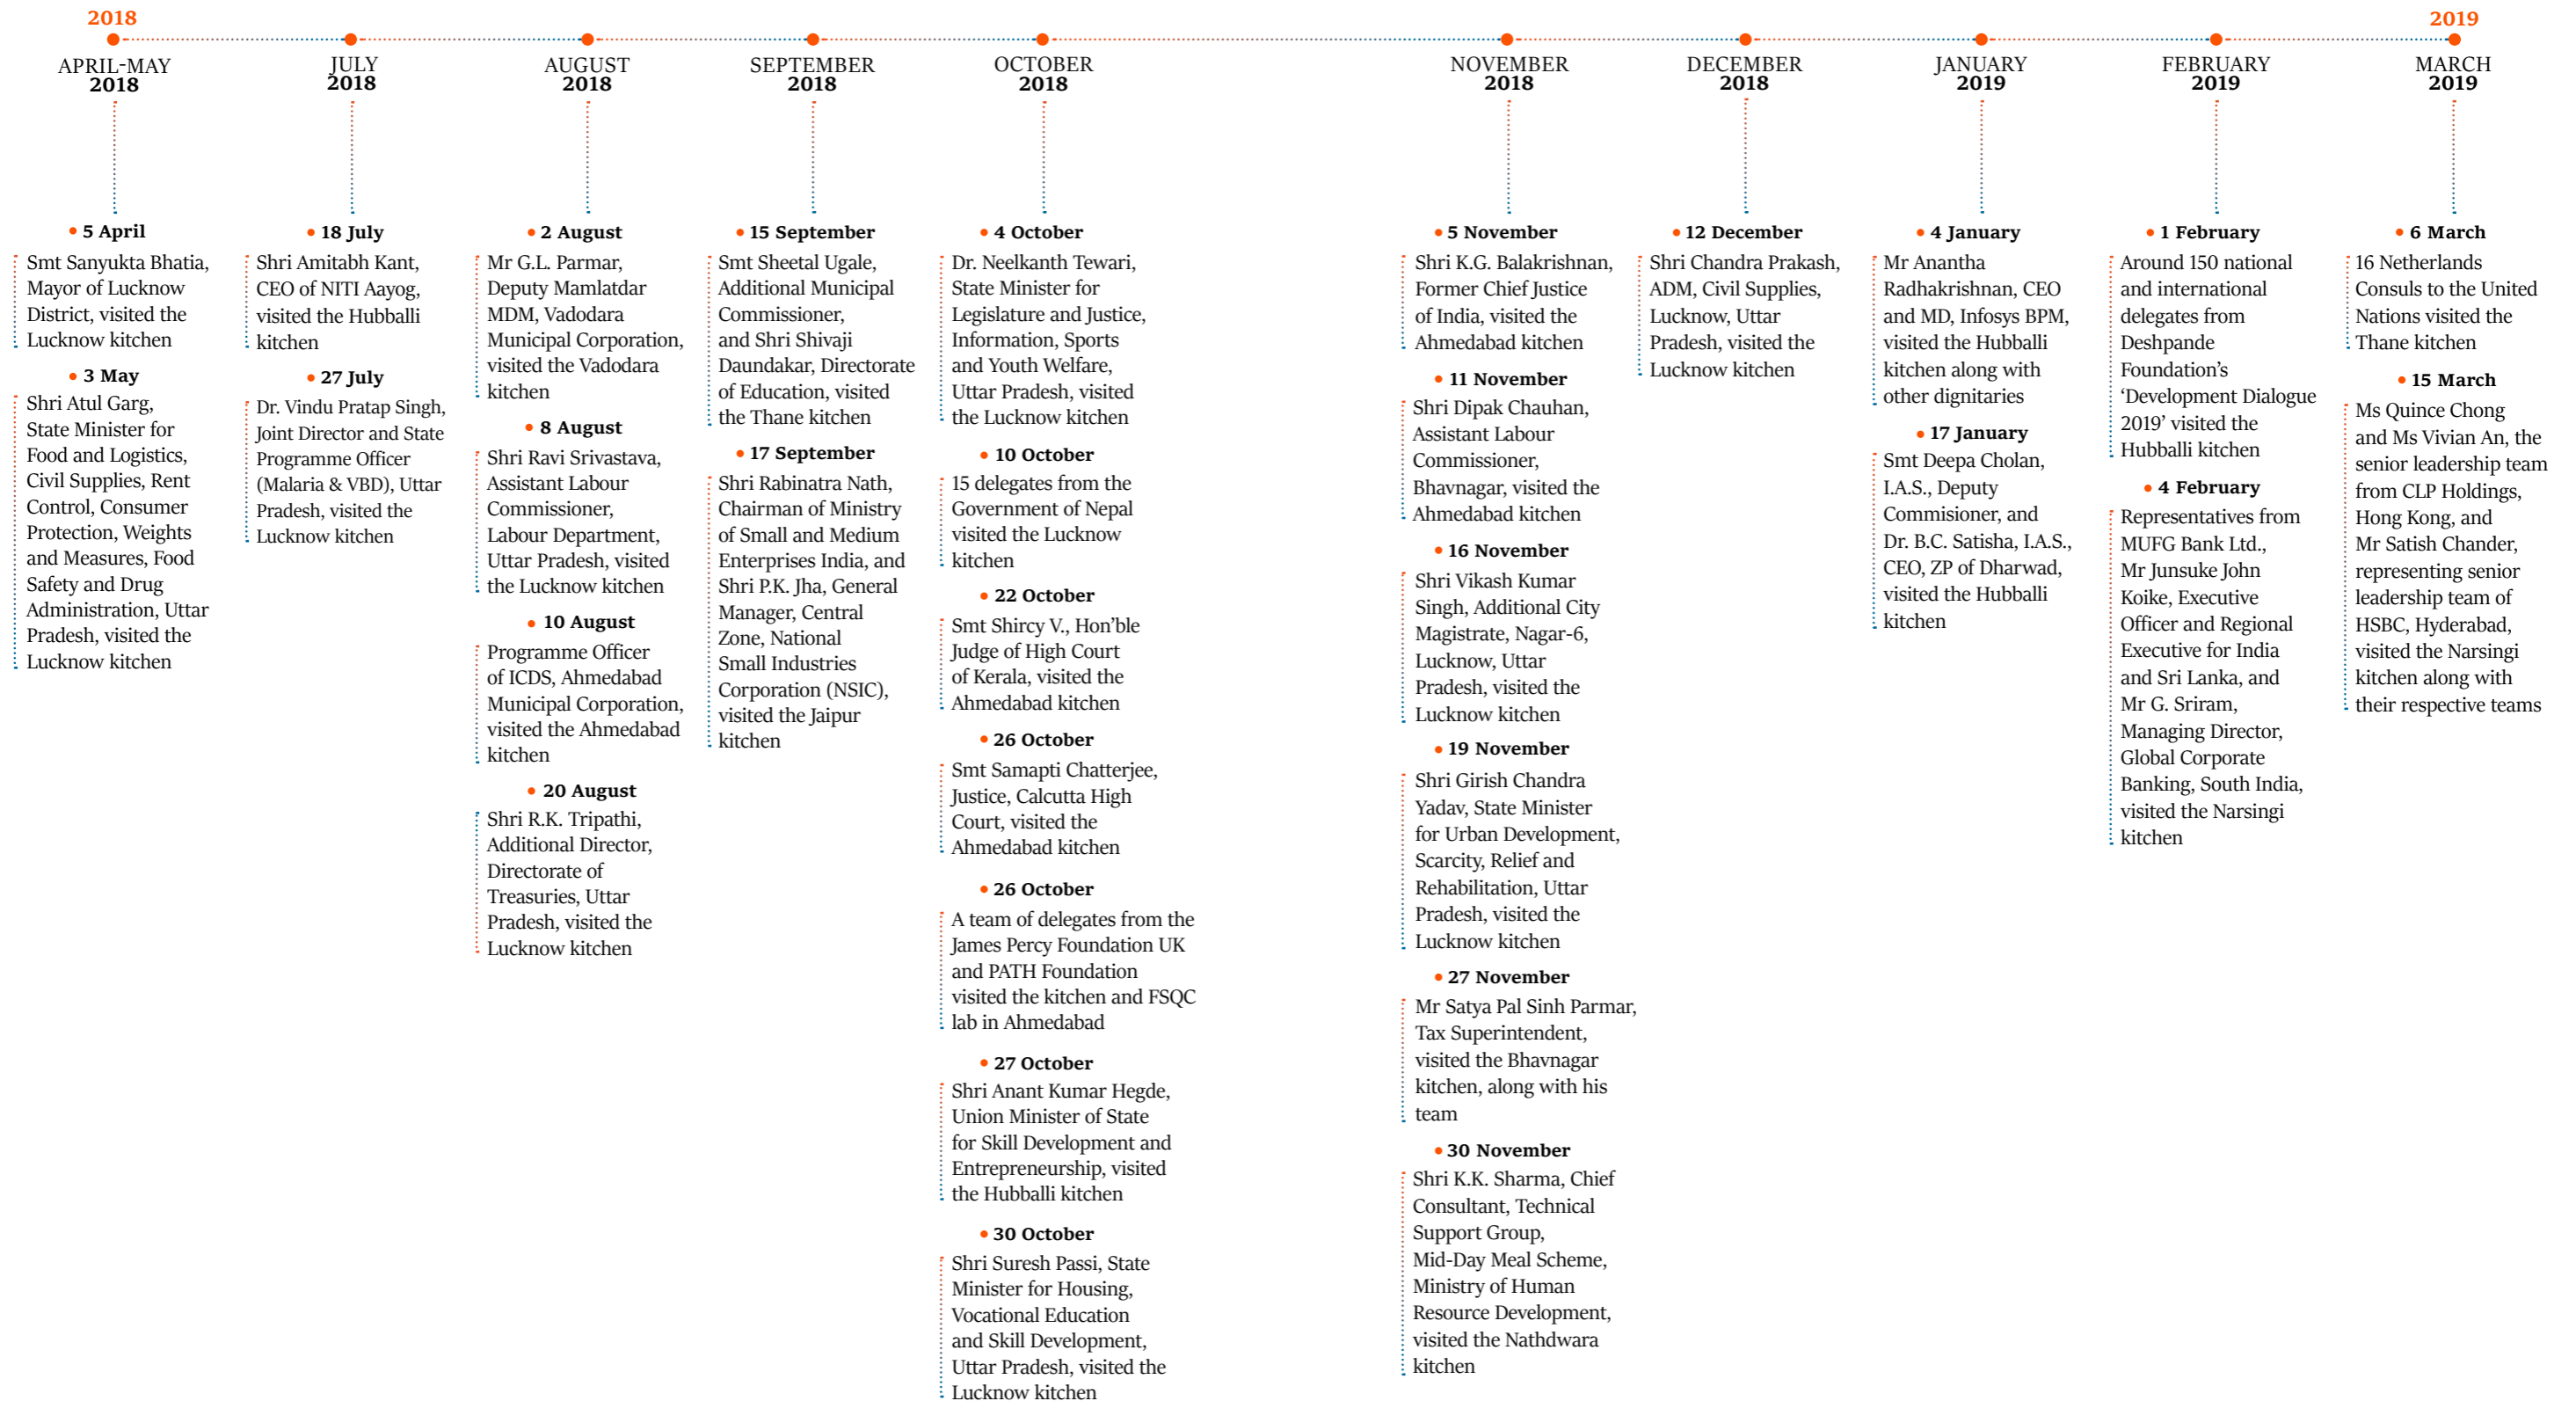 2018
2019
APRIL-MAY
2018
JULY
2018
AUGUST
2018
SEPTEMBER
2018
OCTOBER
2018
NOVEMBER
2018
DECEMBER
2018
JANUARY
2019
FEBRUARY
2019
MARCH
2019
• 5 April
Smt Sanyukta Bhatia,
Mayor of Lucknow
District, visited the
Lucknow kitchen
• 3 May
Shri Atul Garg,
State Minister for
Food and Logistics,
Civil Supplies, Rent
Control, Consumer
Protection, Weights
and Measures, Food
Safety and Drug
Administration, Uttar
Pradesh, visited the
Lucknow kitchen
• 18 July
Shri Amitabh Kant,
CEO of NITI Aayog,
visited the Hubballi
kitchen
• 27 July
Dr. Vindu Pratap Singh,
Joint Director and State
Programme Officer
(Malaria & VBD), Uttar
Pradesh, visited the
Lucknow kitchen
• 2 August
Mr G.L. Parmar,
Deputy Mamlatdar
MDM, Vadodara
Municipal Corporation,
visited the Vadodara
kitchen
• 8 August
Shri Ravi Srivastava,
Assistant Labour
Commissioner,
Labour Department,
Uttar Pradesh, visited
the Lucknow kitchen
• 10 August
Programme Officer
of ICDS, Ahmedabad
Municipal Corporation,
visited the Ahmedabad
kitchen
• 20 August
Shri R.K. Tripathi,
Additional Director,
Directorate of
Treasuries, Uttar
Pradesh, visited the
Lucknow kitchen
• 15 September
Smt Sheetal Ugale,
Additional Municipal
Commissioner,
and Shri Shivaji
Daundakar, Directorate
of Education, visited
the Thane kitchen
• 17 September
Shri Rabinatra Nath,
Chairman of Ministry
of Small and Medium
Enterprises India, and
Shri P.K. Jha, General
Manager, Central
Zone, National
Small Industries
Corporation (NSIC),
visited the Jaipur
kitchen
• 4 October
Dr. Neelkanth Tewari,
State Minister for
Legislature and Justice,
Information, Sports
and Youth Welfare,
Uttar Pradesh, visited
the Lucknow kitchen
• 10 October
15 delegates from the
Government of Nepal
visited the Lucknow
kitchen
• 22 October
Smt Shircy V., Hon’ble
Judge of High Court
of Kerala, visited the
Ahmedabad kitchen
• 26 October
Smt Samapti Chatterjee,
Justice, Calcutta High
Court, visited the
Ahmedabad kitchen
• 26 October
A team of delegates from the
James Percy Foundation UK
and PATH Foundation
visited the kitchen and FSQC
lab in Ahmedabad
• 27 October
Shri Anant Kumar Hegde,
Union Minister of State
for Skill Development and
Entrepreneurship, visited
the Hubballi kitchen
• 30 October
Shri Suresh Passi, State
Minister for Housing,
Vocational Education
and Skill Development,
Uttar Pradesh, visited the
Lucknow kitchen
• 5 November
Shri K.G. Balakrishnan,
Former Chief Justice
of India, visited the
Ahmedabad kitchen
• 11 November
Shri Dipak Chauhan,
Assistant Labour
Commissioner,
Bhavnagar, visited the
Ahmedabad kitchen
• 16 November
Shri Vikash Kumar
Singh, Additional City
Magistrate, Nagar-6,
Lucknow, Uttar
Pradesh, visited the
Lucknow kitchen
• 19 November
Shri Girish Chandra
Yadav, State Minister
for Urban Development,
Scarcity, Relief and
Rehabilitation, Uttar
Pradesh, visited the
Lucknow kitchen
• 27 November
Mr Satya Pal Sinh Parmar,
Tax Superintendent,
visited the Bhavnagar
kitchen, along with his
team
• 30 November
Shri K.K. Sharma, Chief
Consultant, Technical
Support Group,
Mid-Day Meal Scheme,
Ministry of Human
Resource Development,
visited the Nathdwara
kitchen
• 12 December
Shri Chandra Prakash,
ADM, Civil Supplies,
Lucknow, Uttar
Pradesh, visited the
Lucknow kitchen
• 4 January
Mr Anantha
Radhakrishnan, CEO
and MD, Infosys BPM,
visited the Hubballi
kitchen along with
other dignitaries
• 17 January
Smt Deepa Cholan,
I.A.S., Deputy
Commisioner, and
Dr. B.C. Satisha, I.A.S.,
CEO, ZP of Dharwad,
visited the Hubballi
kitchen
• 1 February
Around 150 national
and international
delegates from
Deshpande
Foundation’s
‘Development Dialogue
2019’ visited the
Hubballi kitchen
• 4 February
Representatives from
MUFG Bank Ltd.,
Mr Junsuke John
Koike, Executive
Officer and Regional
Executive for India
and Sri Lanka, and
Mr G. Sriram,
Managing Director,
Global Corporate
Banking, South India,
visited the Narsingi
kitchen
• 6 March
16 Netherlands
Consuls to the United
Nations visited the
Thane kitchen
• 15 March
Ms Quince Chong
and Ms Vivian An, the
senior leadership team
from CLP Holdings,
Hong Kong, and
Mr Satish Chander,
representing senior
leadership team of
HSBC, Hyderabad,
visited the Narsingi
kitchen along with
their respective teams